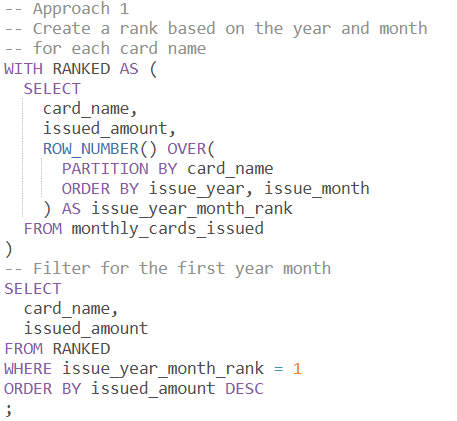 -- Approach 1
-- Create a rank based on the year and month
-- for each card name
WITH RANKED AS (
  SELECT
    card_name,
    issued_amount,
    ROW_NUMBER() OVER(
      PARTITION BY card_name
      ORDER BY issue_year, issue_month
    ) AS issue_year_month_rank
  FROM monthly_cards_issued
)
-- Filter for the first year month
SELECT
  card_name,
  issued_amount
FROM RANKED
WHERE issue_year_month_rank = 1
ORDER BY issued_amount DESC
;